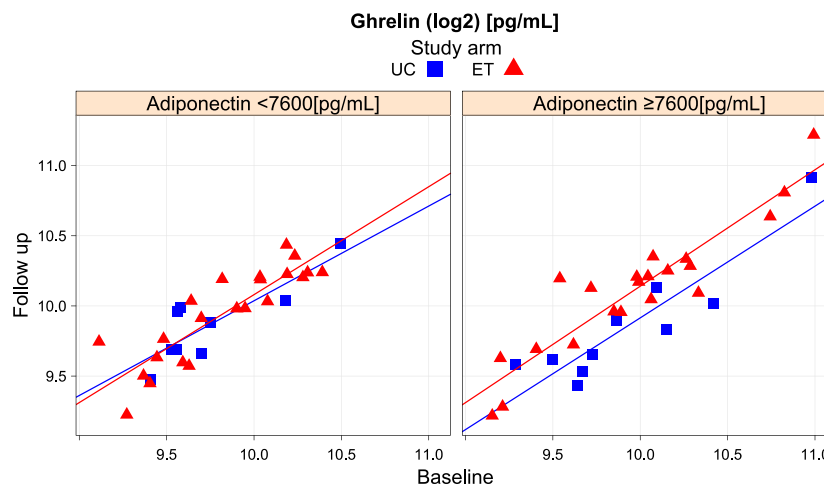 Ghrelin (log2) [pg/mL]
Study arm
UC ET
Adiponectin <7600[pg/mL] Adiponectin ≥7600[pg/mL]
11.0
10.5
10.0
9.5
Follow up
9.5 10.0 10.5 11.0 9.5 10.0 10.5 11.0
Baseline